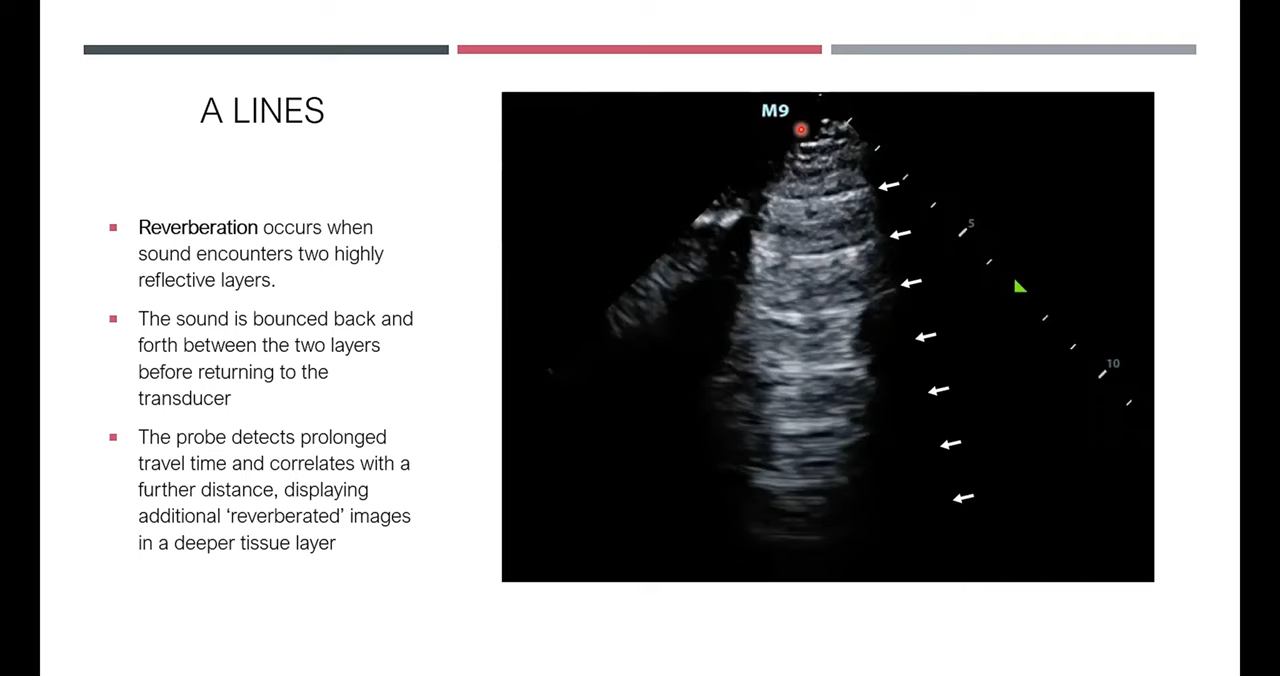 A LINES
Reverberation occurs when
sound encounters two highly
reflective layers.
The sound is bounced back and
forth between the two layers
before returning to the
transducer
The probe detects prolonged
travel time and correlates with a
further distance, displaying
additional ‘reverberated’ images
in a deeper tissue layer
M9
5
10